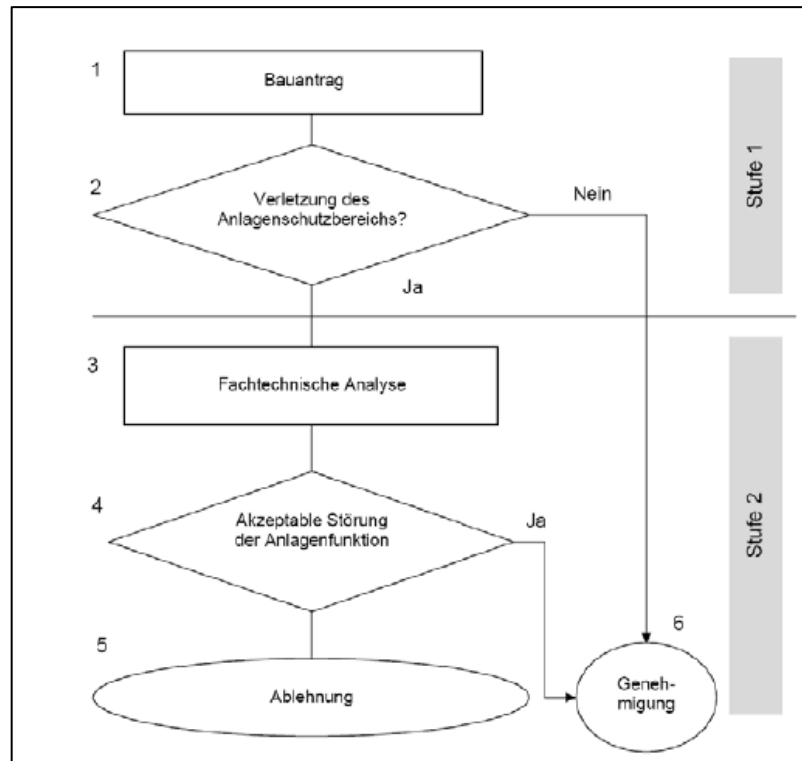 1
Bauantrag
Stufe 1
2
Verletzung des
Anlagenschutzbereichs?
Nein
Ja
3
Fachtechnische Analyse
Stufe 2
4
Akzeptable Störung
der Anlagenfunktion
Ja
5
Ablehnung
6
Geneh-
migung